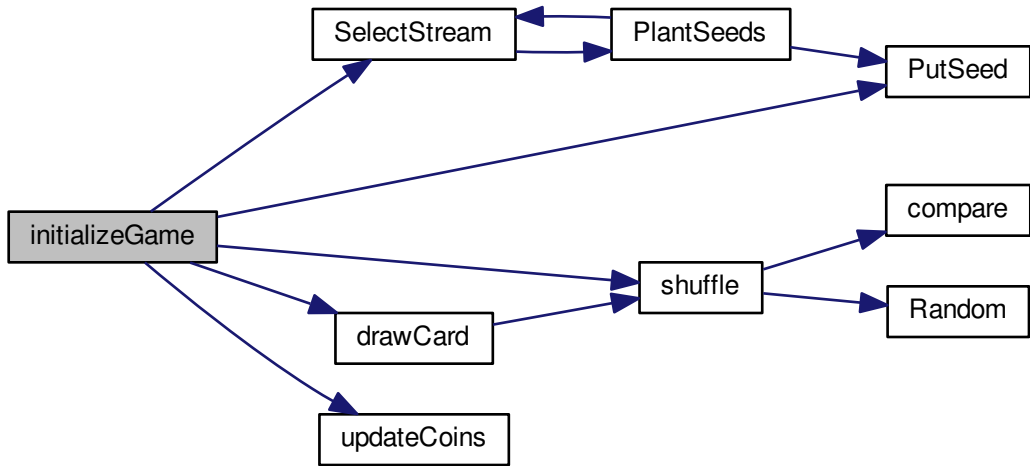 SelectStream
PlantSeeds
PutSeed
initializeGame
compare
shuffle
Random
drawCard
updateCoins